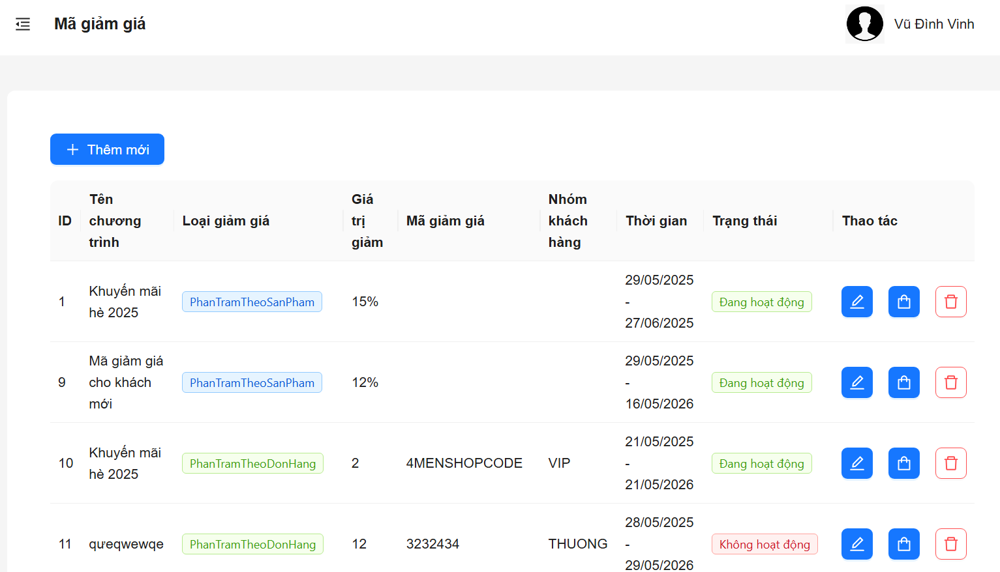 Mã giảm giá
Vũ Đình Vinh
Thêm mới
ID
Tên
chương
trình
Loại giảm giá
Giá
trị
giảm
Mã giảm giá
Nhóm
khách
hàng
Thời gian
Trạng thái
Thao tác
1
Khuyến mãi
hè 2025
PhanTramTheoSanPham
15%
29/05/2025
-
27/06/2025
Đang hoạt động
9
Mã giảm giá
cho khách
mới
PhanTramTheoSanPham
12%
29/05/2025
-
16/05/2026
Đang hoạt động
10
Khuyến mãi
hè 2025
PhanTramTheoDonHang
2
4MENSHOPCODE
VIP
21/05/2025
-
21/05/2026
Đang hoạt động
11
qưeqwewqe
PhanTramTheoDonHang
12
3232434
THUONG
28/05/2025
-
29/05/2026
Không hoạt động